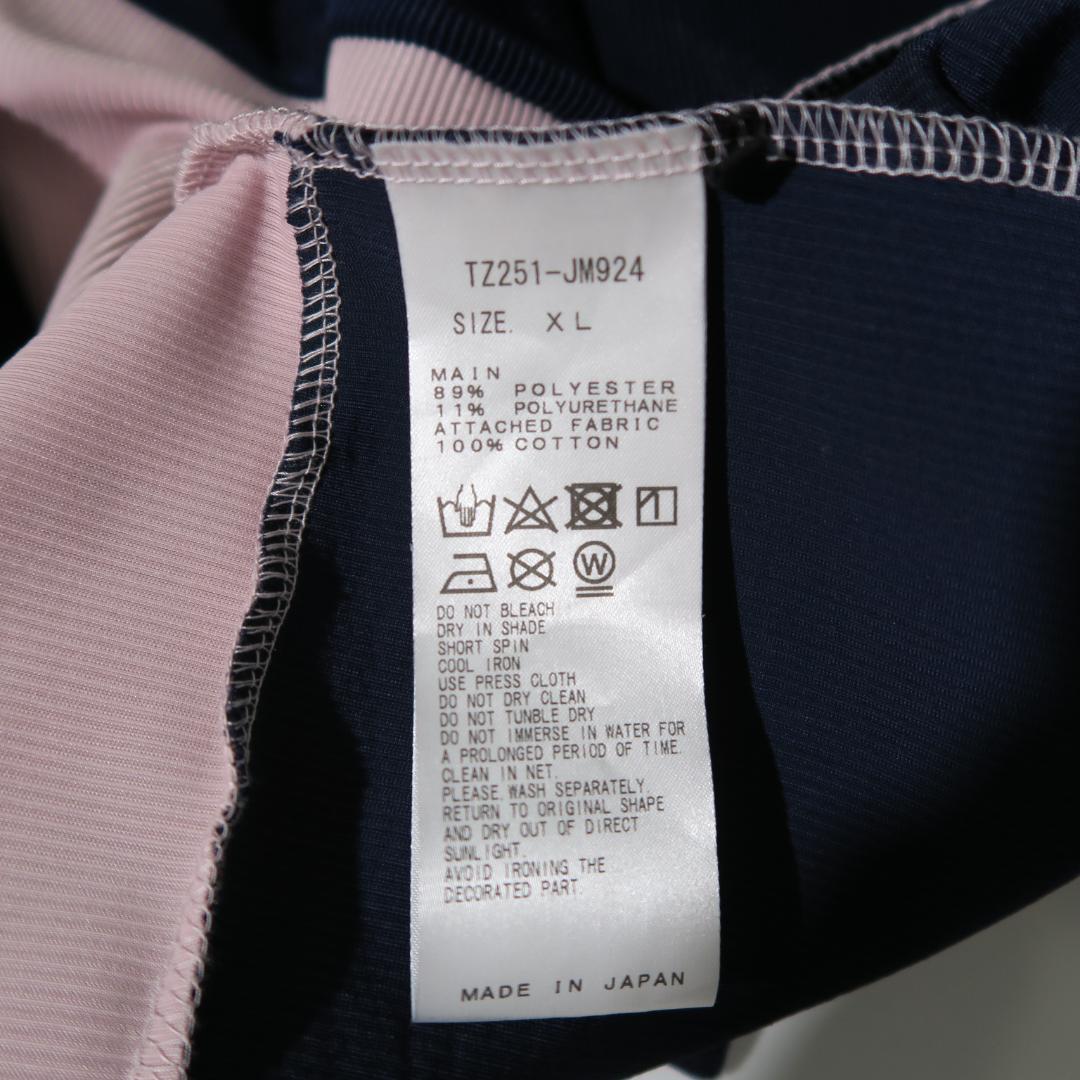 TZ251-JM924
SIZE. XL
MAIN
89% POLYESTER
11% POLYURETHANE
ATTACHED FABRIC
100% COTTON
W
DO NOT BLEACH
DRY IN SHADE
SHORT SPIN
COOL IRON
USE PRESS CLOTH
DO NOT DRY CLEAN
DO NOT TUNBLE DRY
DO NOT IMMERSE IN WATER FOR
A PROLONGED PERIOD OF TIME.
CLEAN IN NET.
PLEASE WASH SEPARATELY.
RETURN TO ORIGINAL SHAPE
AND DRY OUT OF DIRECT
SUNLIGHT.
AVOID IRONING THE
DECORATED PART.
MADE IN JAPAN